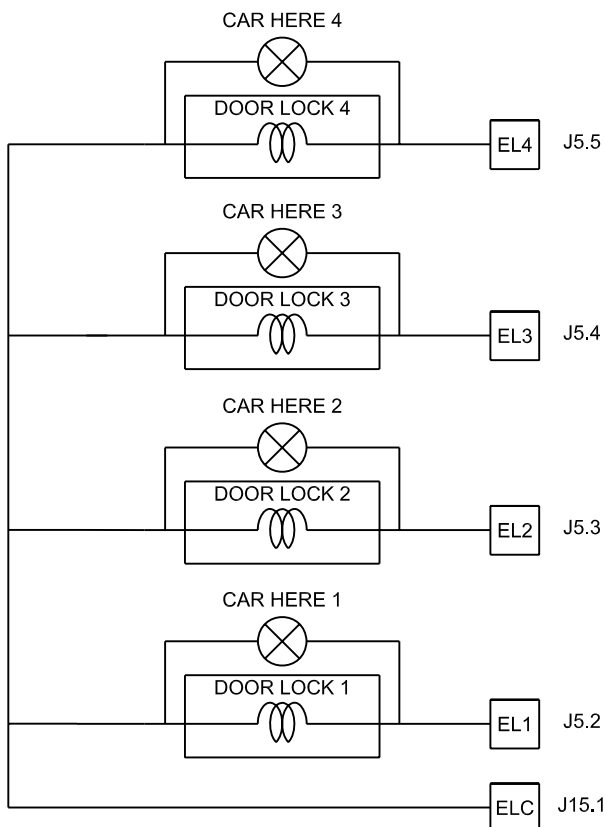 CAR HERE 4
DOOR LOCK 4
EL4 J5.5
CAR HERE 3
DOOR LOCK 3
EL3 J5.4
CAR HERE 2
DOOR LOCK 2
EL2 J5.3
CAR HERE 1
DOOR LOCK 1
EL1 J5.2
ELC J15.1